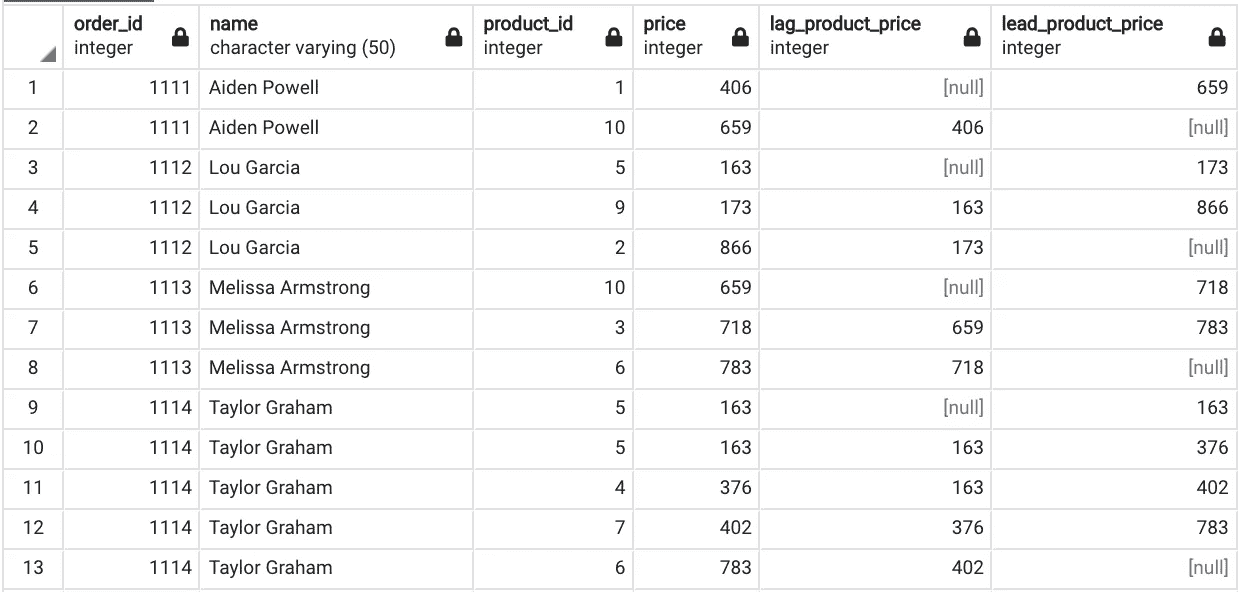 order_id name product_id price lag_product_price lead_product_price
integer character varying (50) integer integer integer integer
1 1111 Aiden Powell 1 406 [null] 659
2 1111 Aiden Powell 10 659 406 [null]
3 1112 Lou Garcia 5 163 [null] 173
4 1112 Lou Garcia 9 173 163 866
5 1112 Lou Garcia 2 866 173 [null]
6 1113 Melissa Armstrong 10 659 [null] 718
7 1113 Melissa Armstrong 3 718 659 783
8 1113 Melissa Armstrong 6 783 718 [null]
9 1114 Taylor Graham 5 163 [null] 163
10 1114 Taylor Graham 5 163 163 376
11 1114 Taylor Graham 4 376 163 402
12 1114 Taylor Graham 7 402 376 783
13 1114 Taylor Graham 6 783 402 [null]